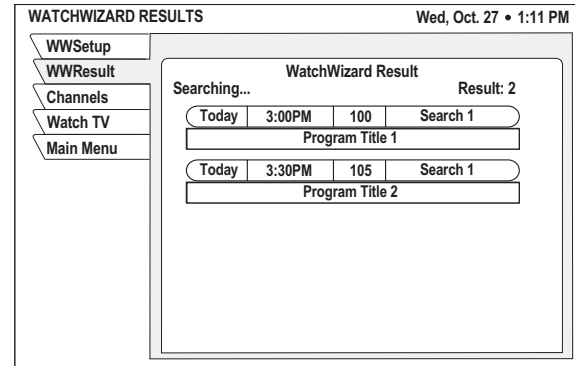 WATCHWIZARD RESULTS Wed, Oct. 27 • 1:11 PM
WWSetup
WWResult
Channels
Watch TV
Main Menu
WatchWizard Result
Searching... Result: 2
Today 3:00PM 100 Search 1
Program Title 1
Today 3:30PM 105 Search 1
Program Title 2